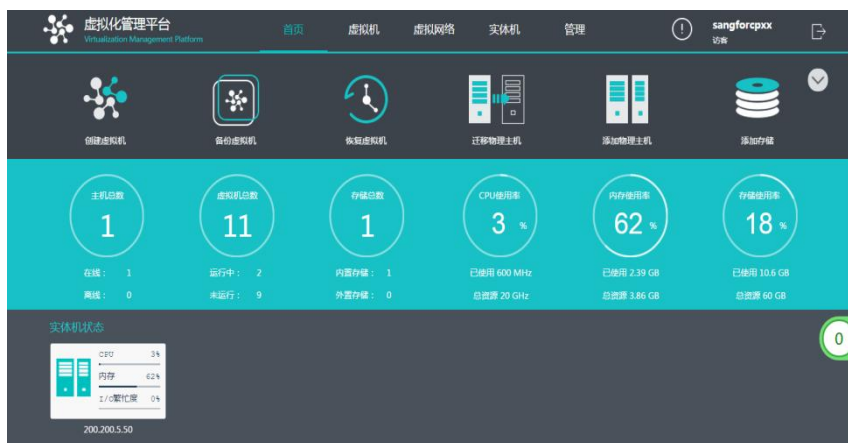 虚拟化管理平台
Virtualization Management Platform
首页 虚拟机 虚拟网络 实体机 管理
sangforcpxx
访客
创建虚拟机 备份虚拟机 恢复虚拟机 迁移物理主机 添加物理主机 添加存储
主机总数 虚拟机总数 存储总数 CPU使用率 内存使用率 存储使用率
1 11 1 3 % 62 % 18 %
在线： 1 运行中： 2 内置存储： 1 已使用 600 MHz 已使用 2.39 GB 已使用 10.6 GB
离线： 0 未运行： 9 外置存储： 0 总资源 20 GHz 总资源 3.86 GB 总资源 60 GB
实体机状态
0
CPU 3%
内存 62%
I/O繁忙度 0%
200.200.5.50